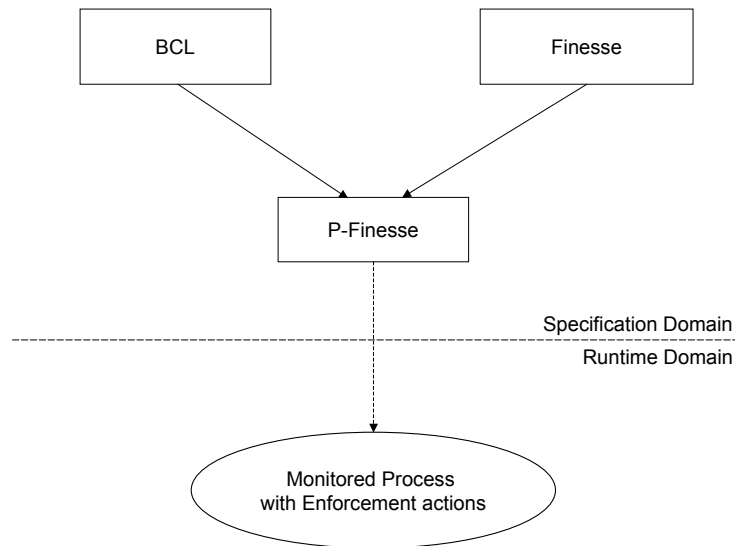 BCL
Finesse
P-Finesse
Specification Domain
Runtime Domain
Monitored Process
with Enforcement actions